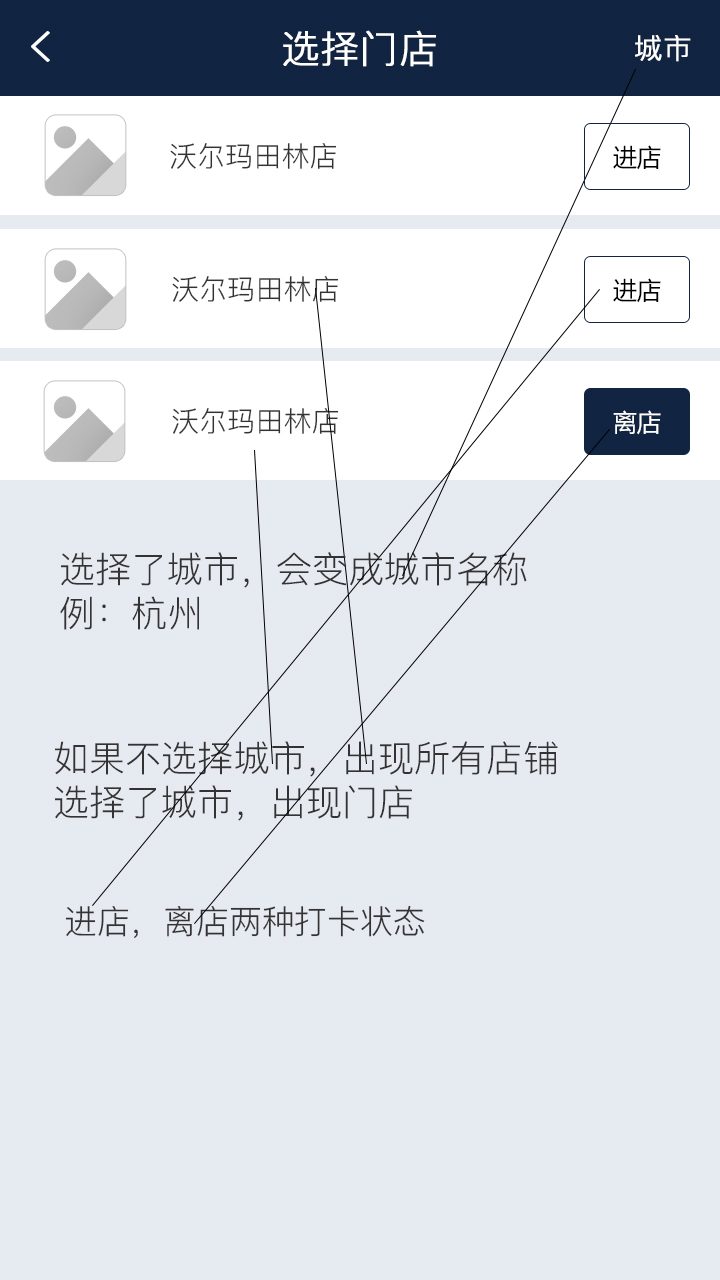 选择门店
城市
沃尔玛田林店
进店
沃尔玛田林店
进店
沃尔玛田林店
离店
选择了城市，会变成城市名称
例：杭州
如果不选择城市，出现所有店铺
选择了城市，出现门店
进店，离店两种打卡状态